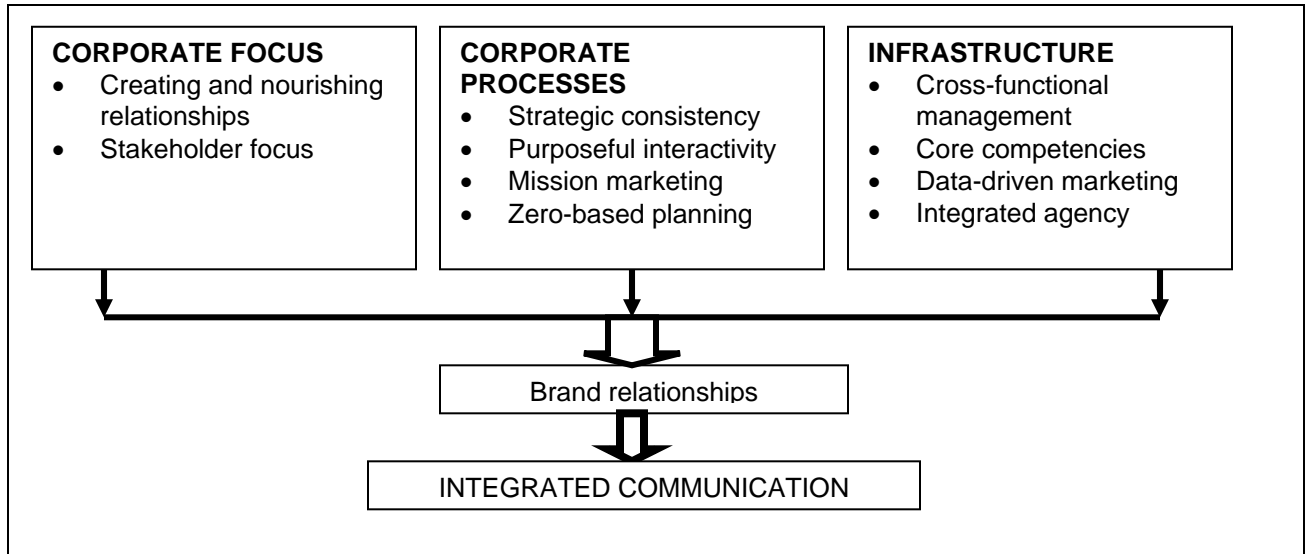 CORPORATE FOCUS
• Creating and nourishing
relationships
• Stakeholder focus
CORPORATE
PROCESSES
• Strategic consistency
• Purposeful interactivity
• Mission marketing
• Zero-based planning
INFRASTRUCTURE
• Cross-functional
management
• Core competencies
• Data-driven marketing
• Integrated agency
Brand relationships
INTEGRATED COMMUNICATION